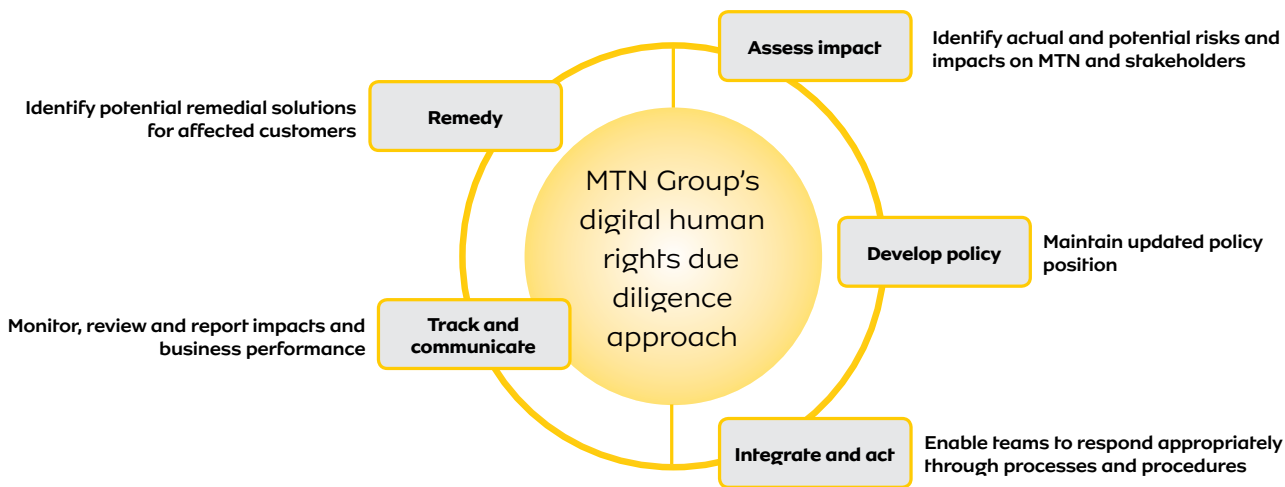 Assess impact
Identify actual and potential risks and
impacts on MTN and stakeholders
Develop policy
Maintain updated policy
position
Integrate and act
Enable teams to respond appropriately
through processes and procedures
Track and
communicate
Monitor, review and report impacts and
business performance
Remedy
Identify potential remedial solutions
for affected customers
MTN Group's
digital human
rights due
diligence
approach